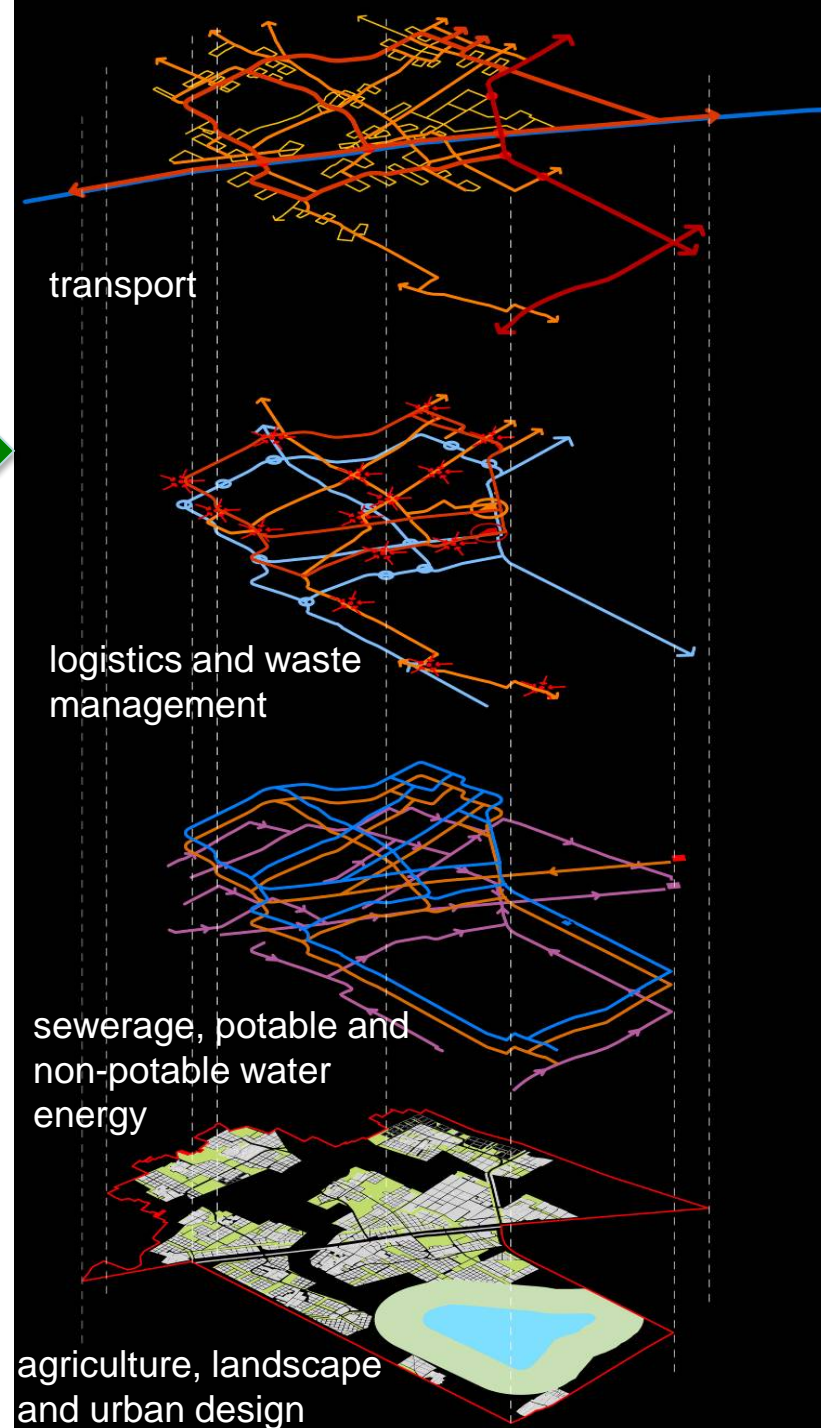 transport
logistics and waste
management
sewerage, potable and
non-potable water
energy
agriculture, landscape
and urban design